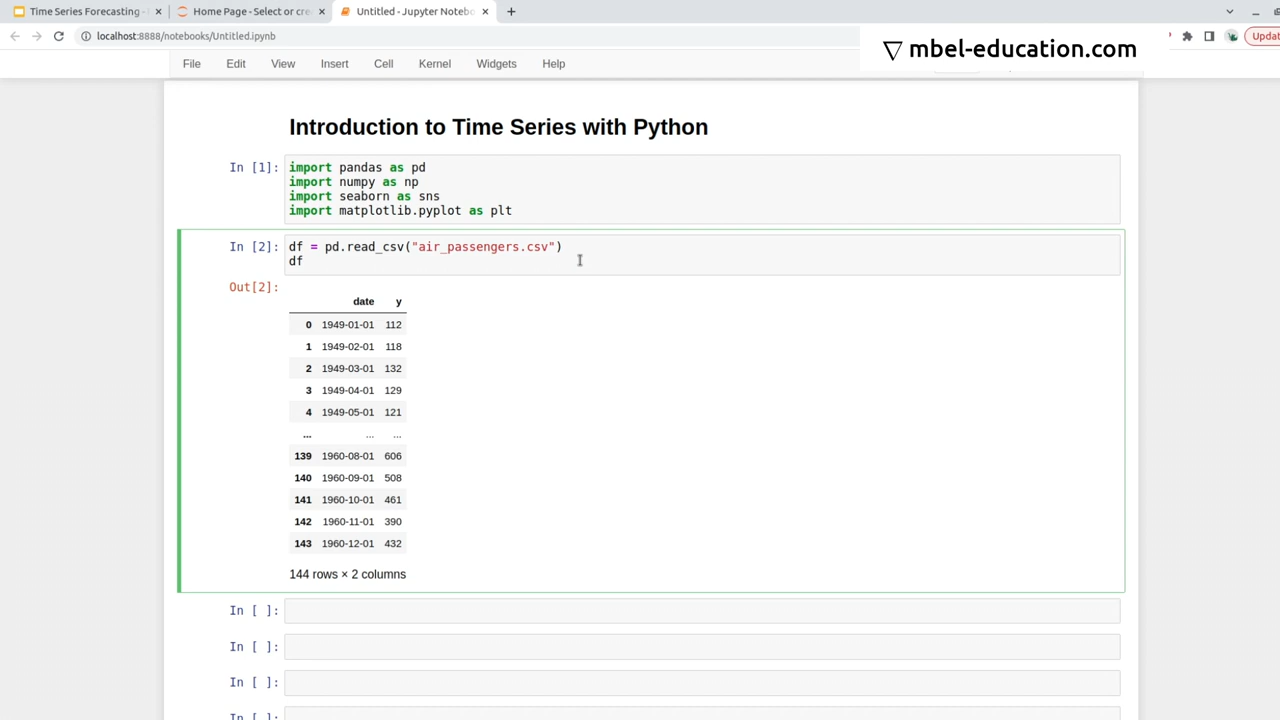 Time Series Forecasting -
Home Page - Select or cre
Untitled - Jupyter Notebo
localhost:8888/notebooks/Untitled.ipynb
Updat
mbel-education.com
File Edit View Insert Cell Kernel Widgets Help
Introduction to Time Series with Python
In [1]:
import pandas as pd
import numpy as np
import seaborn as sns
import matplotlib.pyplot as plt
In [2]:
df = pd.read_csv("air_passengers.csv")
df
Out[2]:
date y
0 1949-01-01 112
1 1949-02-01 118
2 1949-03-01 132
3 1949-04-01 129
4 1949-05-01 121
... ... ...
139 1960-08-01 606
140 1960-09-01 508
141 1960-10-01 461
142 1960-11-01 390
143 1960-12-01 432
144 rows × 2 columns
In [ ]:
In [ ]:
In [ ]:
In [ ]: